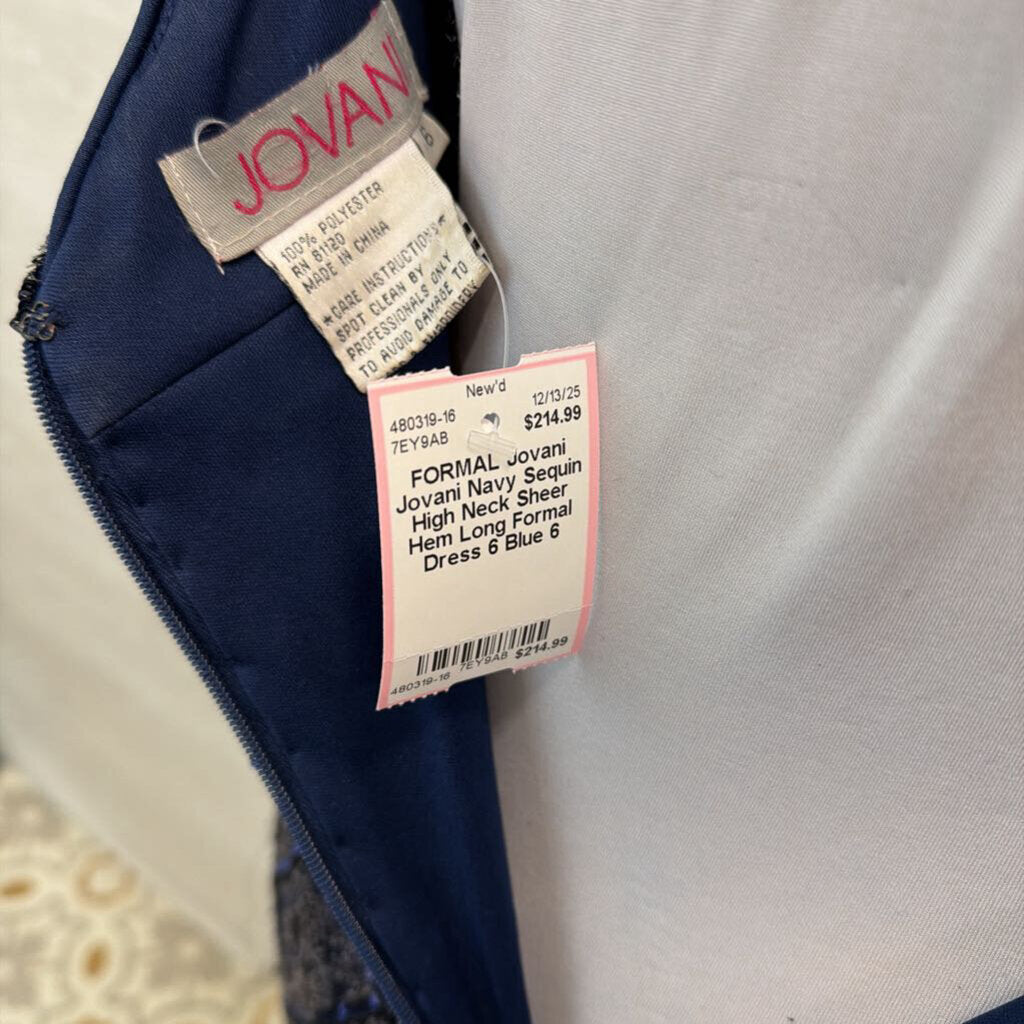 JOVANI
6
100% POLYESTER
RN 81120
MADE IN CHINA
*CARE INSTRUCTIONS*
SPOT CLEAN BY
PROFESSIONALS ONLY
TO AVOID DAMAGE TO
New'd
480319-16 12/13/25
7EY9AB $214.99
FORMAL Jovani
Jovani Navy Sequin
High Neck Sheer
Hem Long Formal
Dress 6 Blue 6
480319-16 7EY9AB $214.99